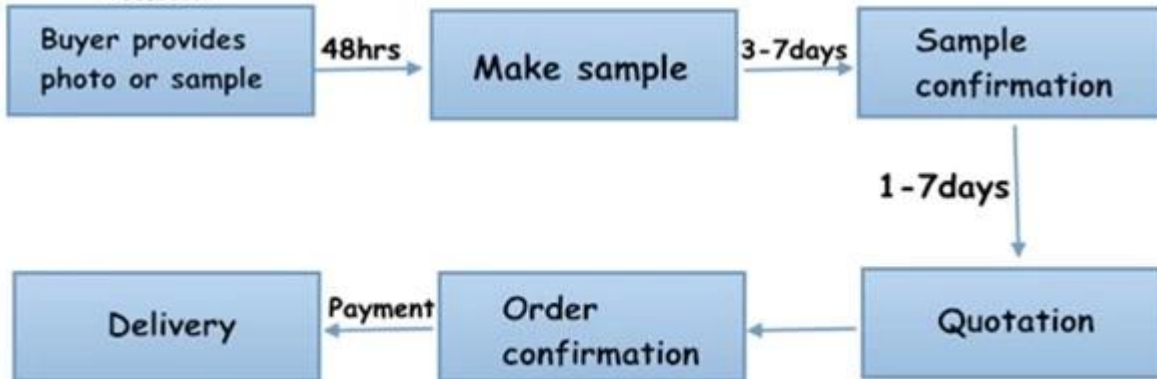 Buyer provides
photo or sample
48hrs
Make sample
3-7days
Sample
confirmation
1-7days
Quotation
Order
confirmation
Payment
Delivery